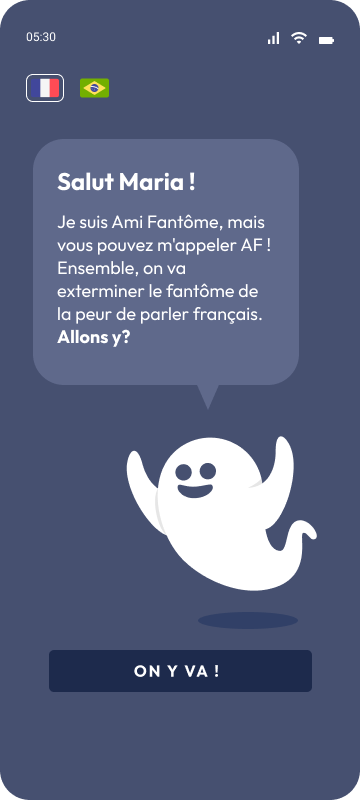 05:30
Salut Maria !
Je suis Ami Fantôme, mais
vous pouvez m'appeler AF !
Ensemble, on va
exterminer le fantôme de
la peur de parler français.
Allons y?
ON Y VA !